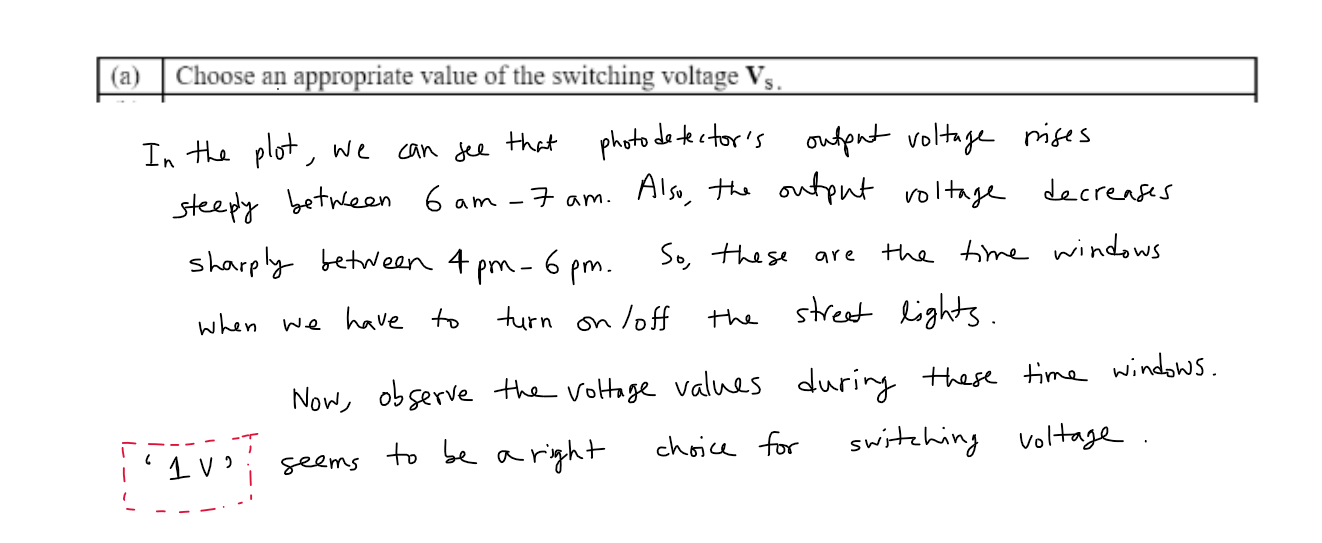 (a) Choose an appropriate value of the switching voltage Vs.
In the plot, we can see that photodetector's output voltage rises
steeply between 6 am - 7 am. Also, the output voltage decreases
sharply between 4 pm - 6 pm. So, these are the time windows
when we have to turn on/off the street lights.
Now, observe the voltage values during these time windows.
'1 V' seems to be a right choice for switching voltage.